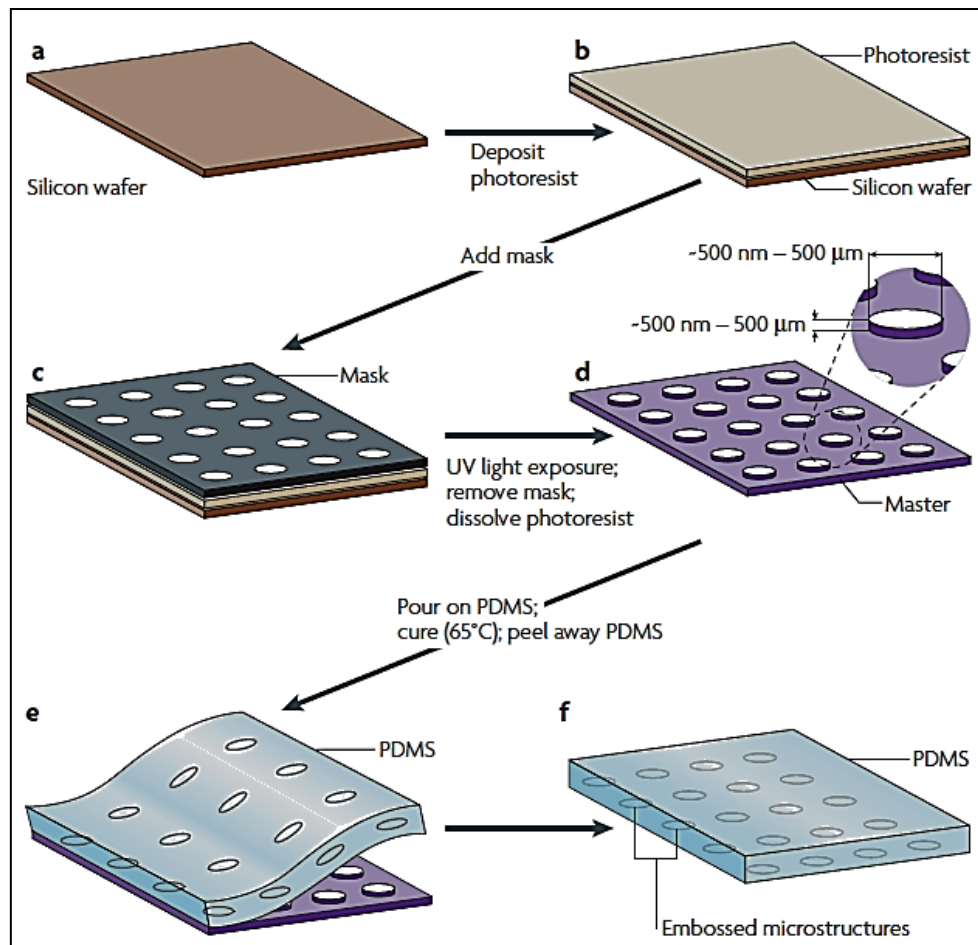 a
b
Photoresist
Deposit
photoresist
Silicon wafer
Silicon wafer
Add mask
~500 nm – 500 μm
~500 nm – 500 μm
c
Mask
d
UV light exposure;
remove mask;
dissolve photoresist
Master
Pour on PDMS;
cure (65°C); peel away PDMS
e
PDMS
f
PDMS
Embossed microstructures